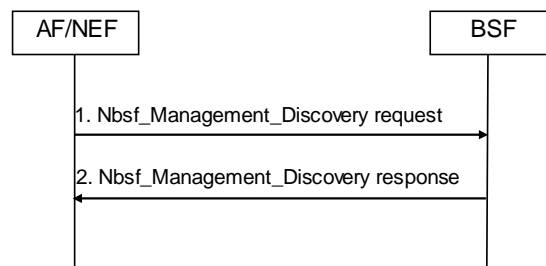 AF/NEF
BSF
1. Nbsf_Management_Discovery request
2. Nbsf_Management_Discovery response